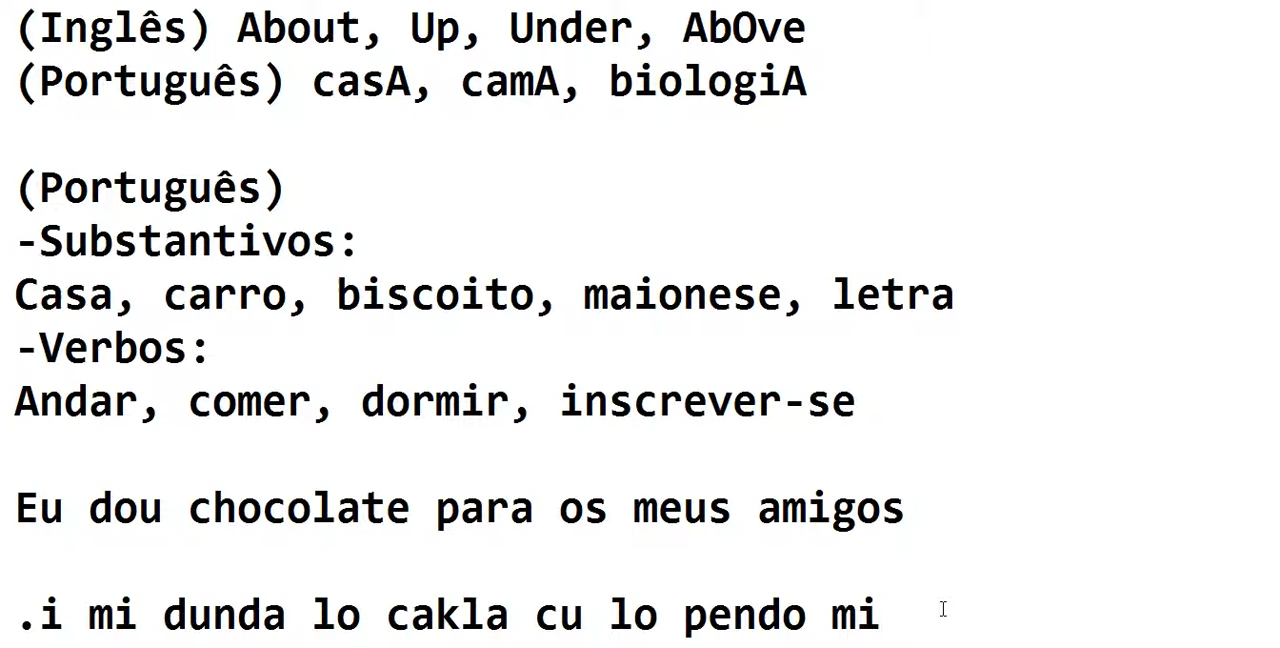 (Inglês) About, Up, Under, AbOve
(Português) casA, camA, biologiA
(Português)
-Substantivos:
Casa, carro, biscoito, maionese, letra
-Verbos:
Andar, comer, dormir, inscrever-se
Eu dou chocolate para os meus amigos
.i mi dunda lo cakla cu lo pendo mi